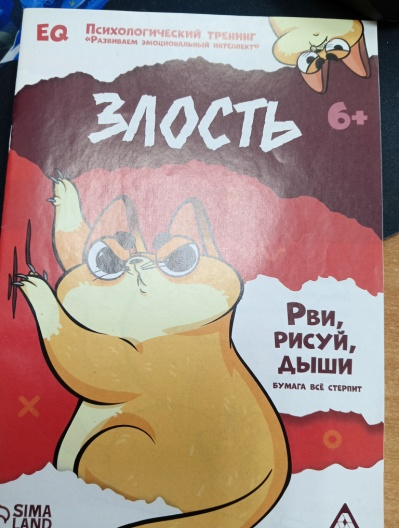 EQ
Психологический тренинг
«Развиваем эмоциональный интеллект»
ЗЛОСТЬ
6+
Рви,
рисуй,
дыши
бумага всё стерпит
SIMA
LAND